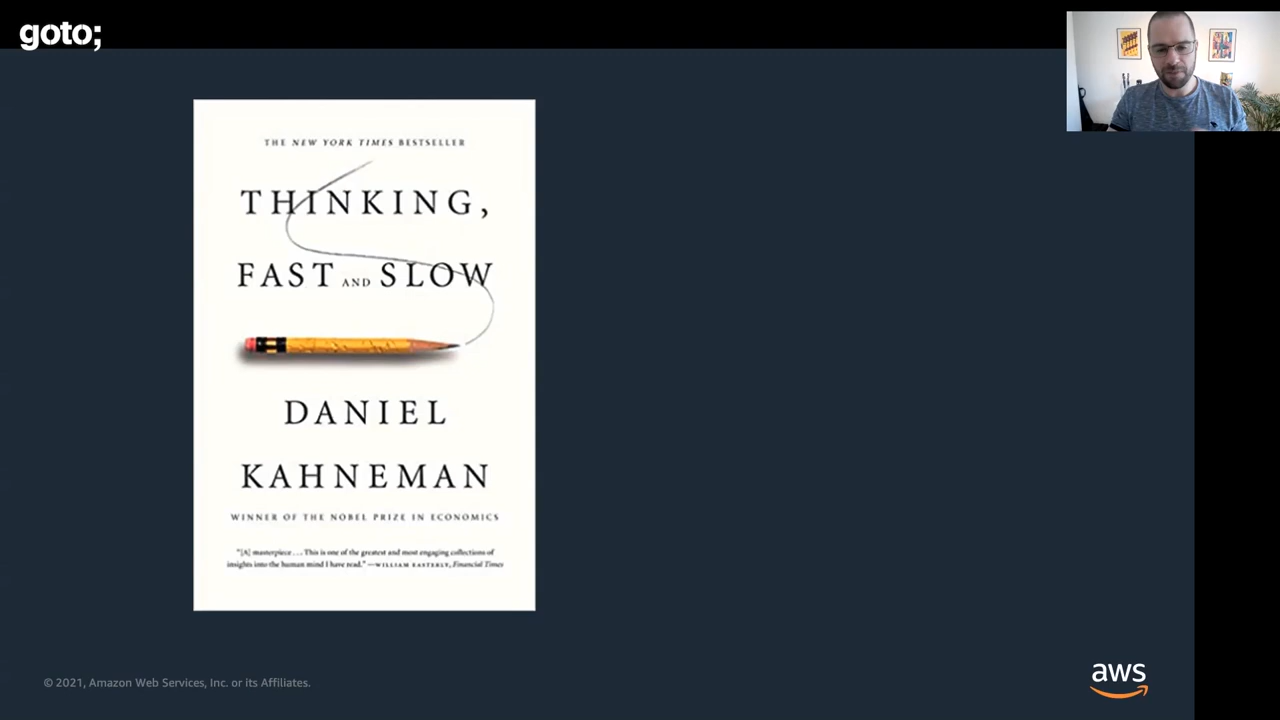 goto;
THE NEW YORK TIMES BESTSELLER
THINKING,
FAST AND SLOW
DANIEL
KAHNEMAN
WINNER OF THE NOBEL PRIZE IN ECONOMICS
"[A] masterpiece . . . This is one of the greatest and most engaging collections of
insights into the human mind I have read." —WILLIAM EASTERLY, Financial Times
© 2021, Amazon Web Services, Inc. or its Affiliates.
aws